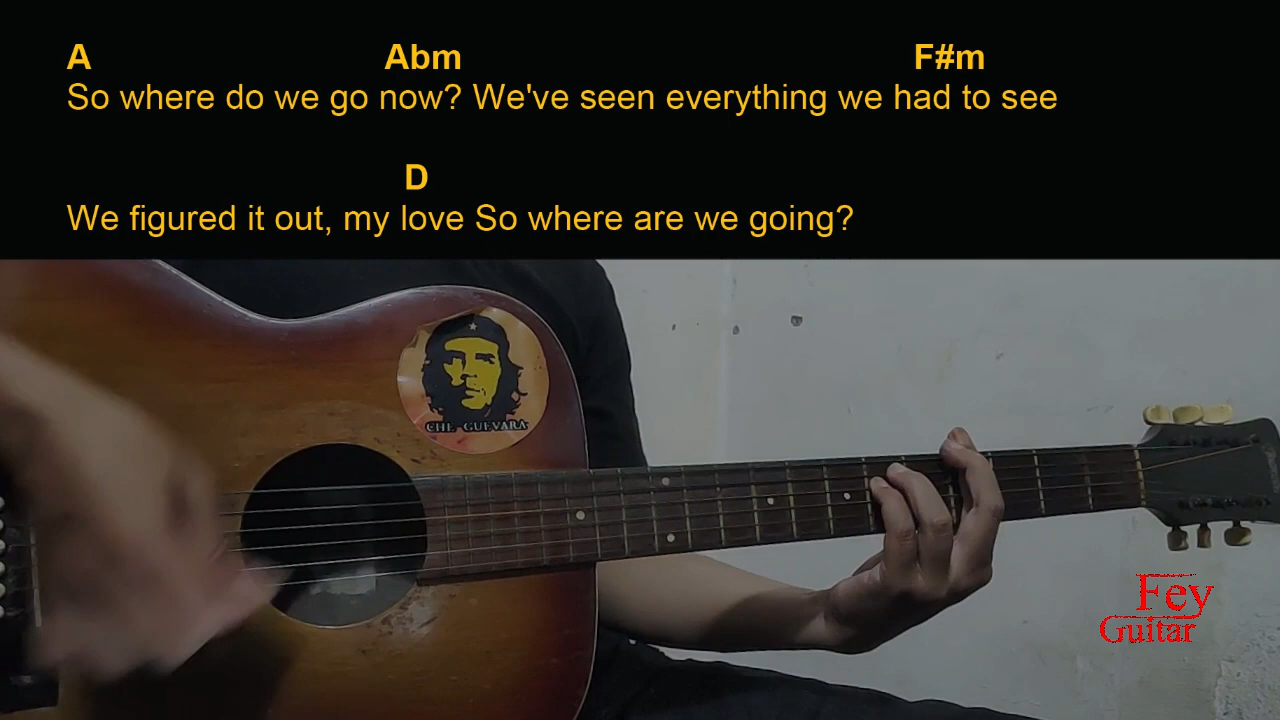 A Abm F#m
So where do we go now? We've seen everything we had to see
D
We figured it out, my love So where are we going?
CHE GUEVARA
Fey
Guitar